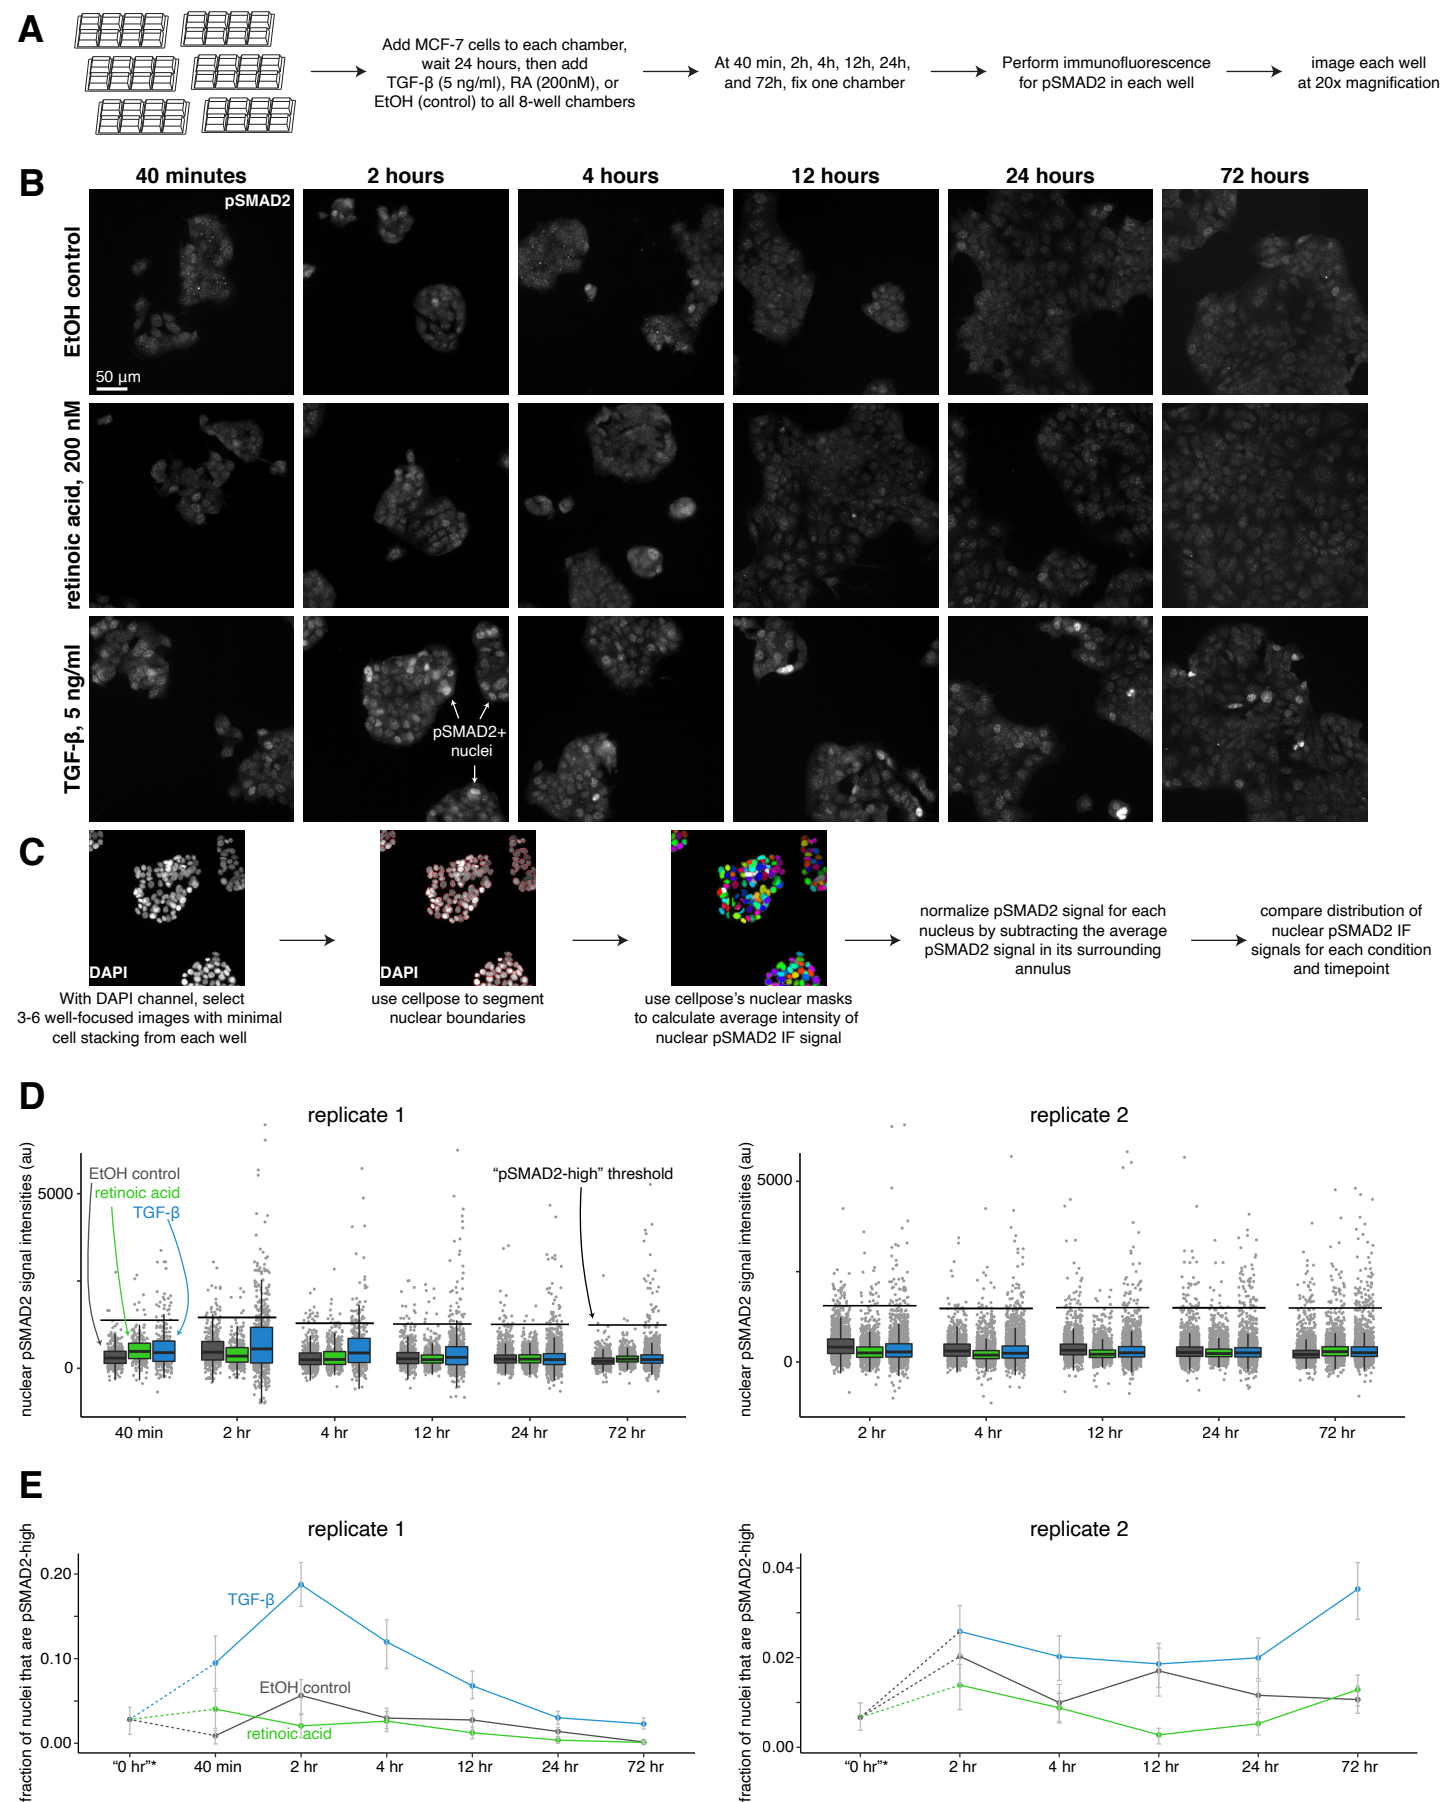 A
Add MCF-7 cells to each chamber,
wait 24 hours, then add
TGF-β (5 ng/ml), RA (200nM), or
EtOH (control) to all 8-well chambers
At 40 min, 2h, 4h, 12h, 24h,
and 72h, fix one chamber
Perform immunofluorescence
for pSMAD2 in each well
image each well
at 20x magnification
B
40 minutes
2 hours
4 hours
12 hours
24 hours
72 hours
EtOH control
pSMAD2
50 μm
retinoic acid, 200 nM
TGF-β, 5 ng/ml
pSMAD2+
nuclei
C
DAPI
With DAPI channel, select
3-6 well-focused images with minimal
cell stacking from each well
DAPI
use cellpose to segment
nuclear boundaries
use cellpose's nuclear masks
to calculate average intensity of
nuclear pSMAD2 IF signal
normalize pSMAD2 signal for each
nucleus by subtracting the average
pSMAD2 signal in its surrounding
annulus
compare distribution of
nuclear pSMAD2 IF
signals for each condition
and timepoint
D
replicate 1
nuclear pSMAD2 signal intensities (au)
5000
0
EtOH control
retinoic acid
TGF-β
“pSMAD2-high” threshold
40 min
2 hr
4 hr
12 hr
24 hr
72 hr
replicate 2
nuclear pSMAD2 signal intensities (au)
5000
0
2 hr
4 hr
12 hr
24 hr
72 hr
E
replicate 1
fraction of nuclei that are pSMAD2-high
0.20
0.10
0.00
TGF-β
EtOH control
retinoic acid
“0 hr”*
40 min
2 hr
4 hr
12 hr
24 hr
72 hr
replicate 2
fraction of nuclei that are pSMAD2-high
0.04
0.02
0.00
“0 hr”*
2 hr
4 hr
12 hr
24 hr
72 hr